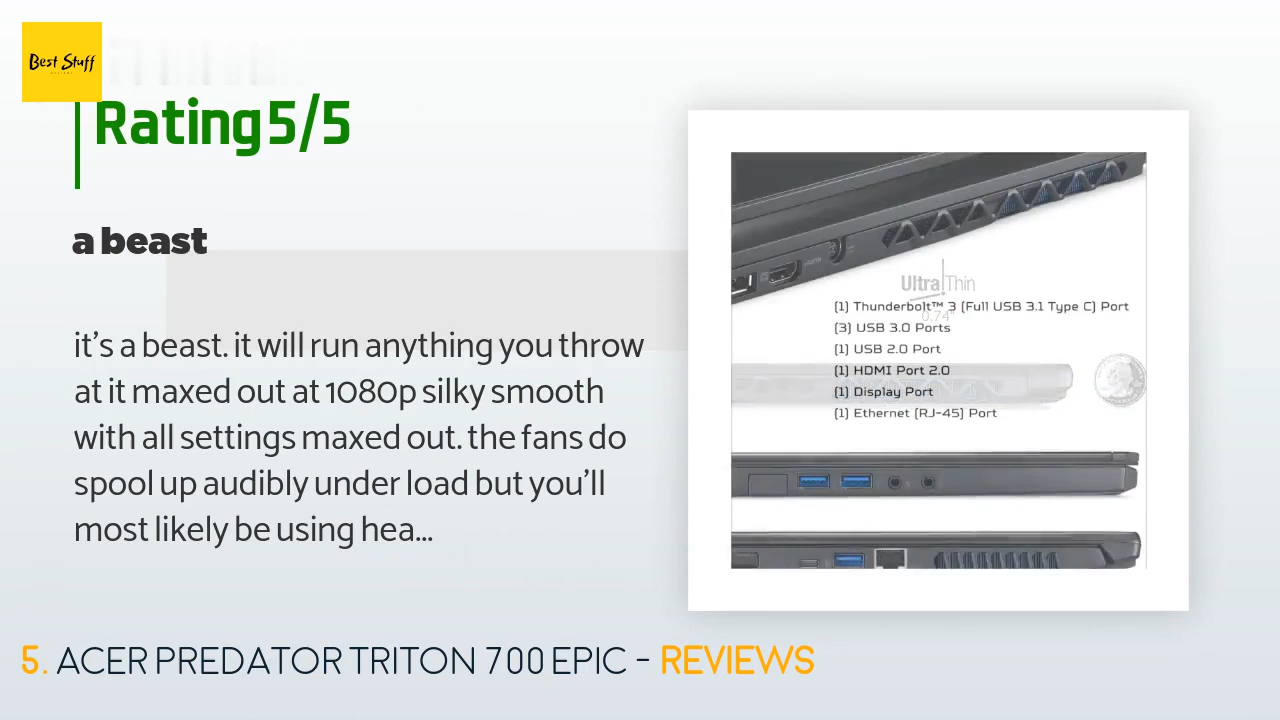 Best Stuff
Rating 5/5
a beast
it's a beast. it will run anything you throw
at it maxed out at 1080p silky smooth
with all settings maxed out. the fans do
spool up audibly under load but you'll
most likely be using hea...
Ultra Thin
0.74"
(1) Thunderbolt™ 3 (Full USB 3.1 Type C) Port
(3) USB 3.0 Ports
(1) USB 2.0 Port
(1) HDMI Port 2.0
(1) Display Port
(1) Ethernet (RJ-45) Port
5. ACER PREDATOR TRITON 700 EPIC - REVIEWS